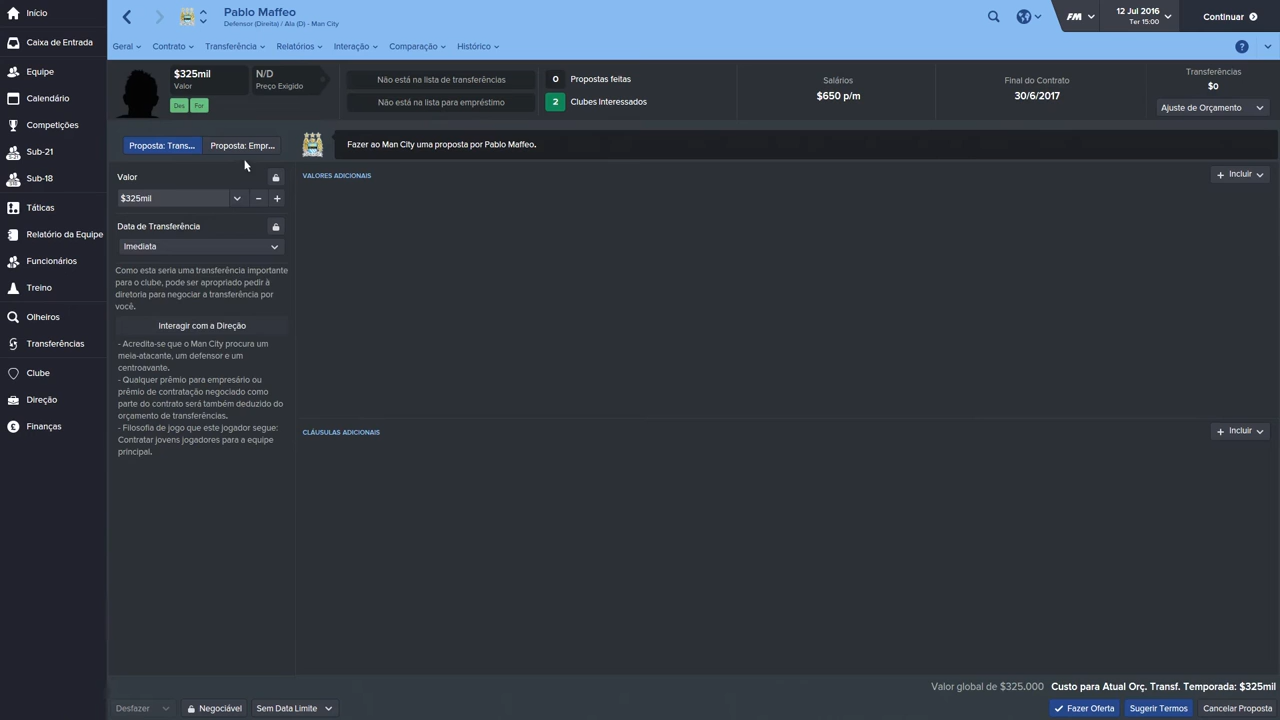 Início
Caixa de Entrada
Equipe
Calendário
Competições
Sub-21
Sub-18
Táticas
Relatório da Equipe
Funcionários
Treino
Olheiros
Transferências
Clube
Direção
Finanças
Pablo Maffeo
Defensor (Direita) / Ala (D) - Man City
FM
12 Jul 2016
Ter 15:00
Continuar
Geral
Contrato
Transferência
Relatórios
Interação
Comparação
Histórico
?
$325mil
Valor
N/D
Preço Exigido
Des
For
Não está na lista de transferências
Não está na lista para empréstimo
0 Propostas feitas
2 Clubes Interessados
Salários
$650 p/m
Final do Contrato
30/6/2017
Transferências
$0
Ajuste de Orçamento
Proposta: Trans...
Proposta: Empr...
Fazer ao Man City uma proposta por Pablo Maffeo.
Valor
$325mil
Data de Transferência
Imediata
Como esta seria uma transferência importante
para o clube, pode ser apropriado pedir à
diretoria para negociar a transferência por
você.
Interagir com a Direção
- Acredita-se que o Man City procura um
meia-atacante, um defensor e um
centroavante.
- Qualquer prêmio para empresário ou
prêmio de contratação negociado como
parte do contrato será também deduzido do
orçamento de transferências.
- Filosofia de jogo que este jogador segue:
Contratar jovens jogadores para a equipe
principal.
VALORES ADICIONAIS
+ Incluir
CLÁUSULAS ADICIONAIS
+ Incluir
Valor global de $325.000 Custo para Atual Orç. Transf. Temporada: $325mil
Desfazer
Negociável
Sem Data Limite
Fazer Oferta
Sugerir Termos
Cancelar Proposta